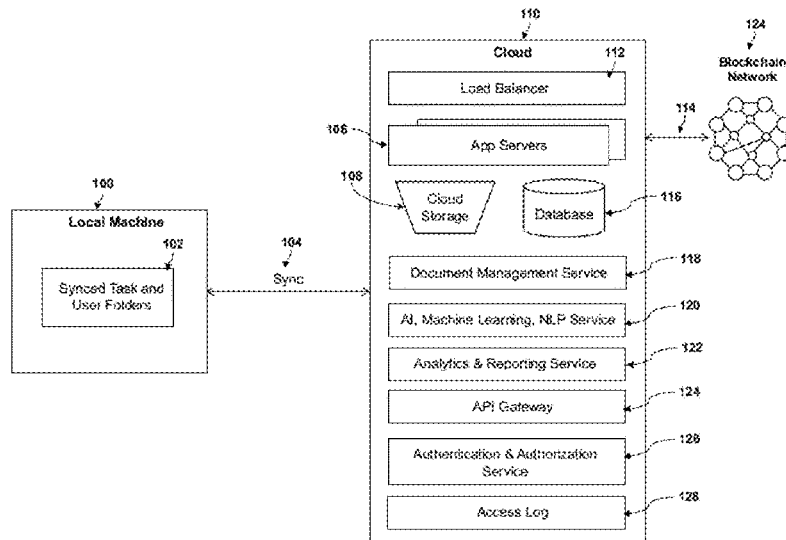 110
Cloud
112
Load Balancer
106
App Servers
108
Cloud
Storage
Database
116
118
Document Management Service
120
AI, Machine Learning, NLP Service
122
Analytics & Reporting Service
124
API Gateway
126
Authentication & Authorization
Service
128
Access Log
100
Local Machine
102
Synced Task and
User Folders
104
Sync
114
124
Blockchain
Network